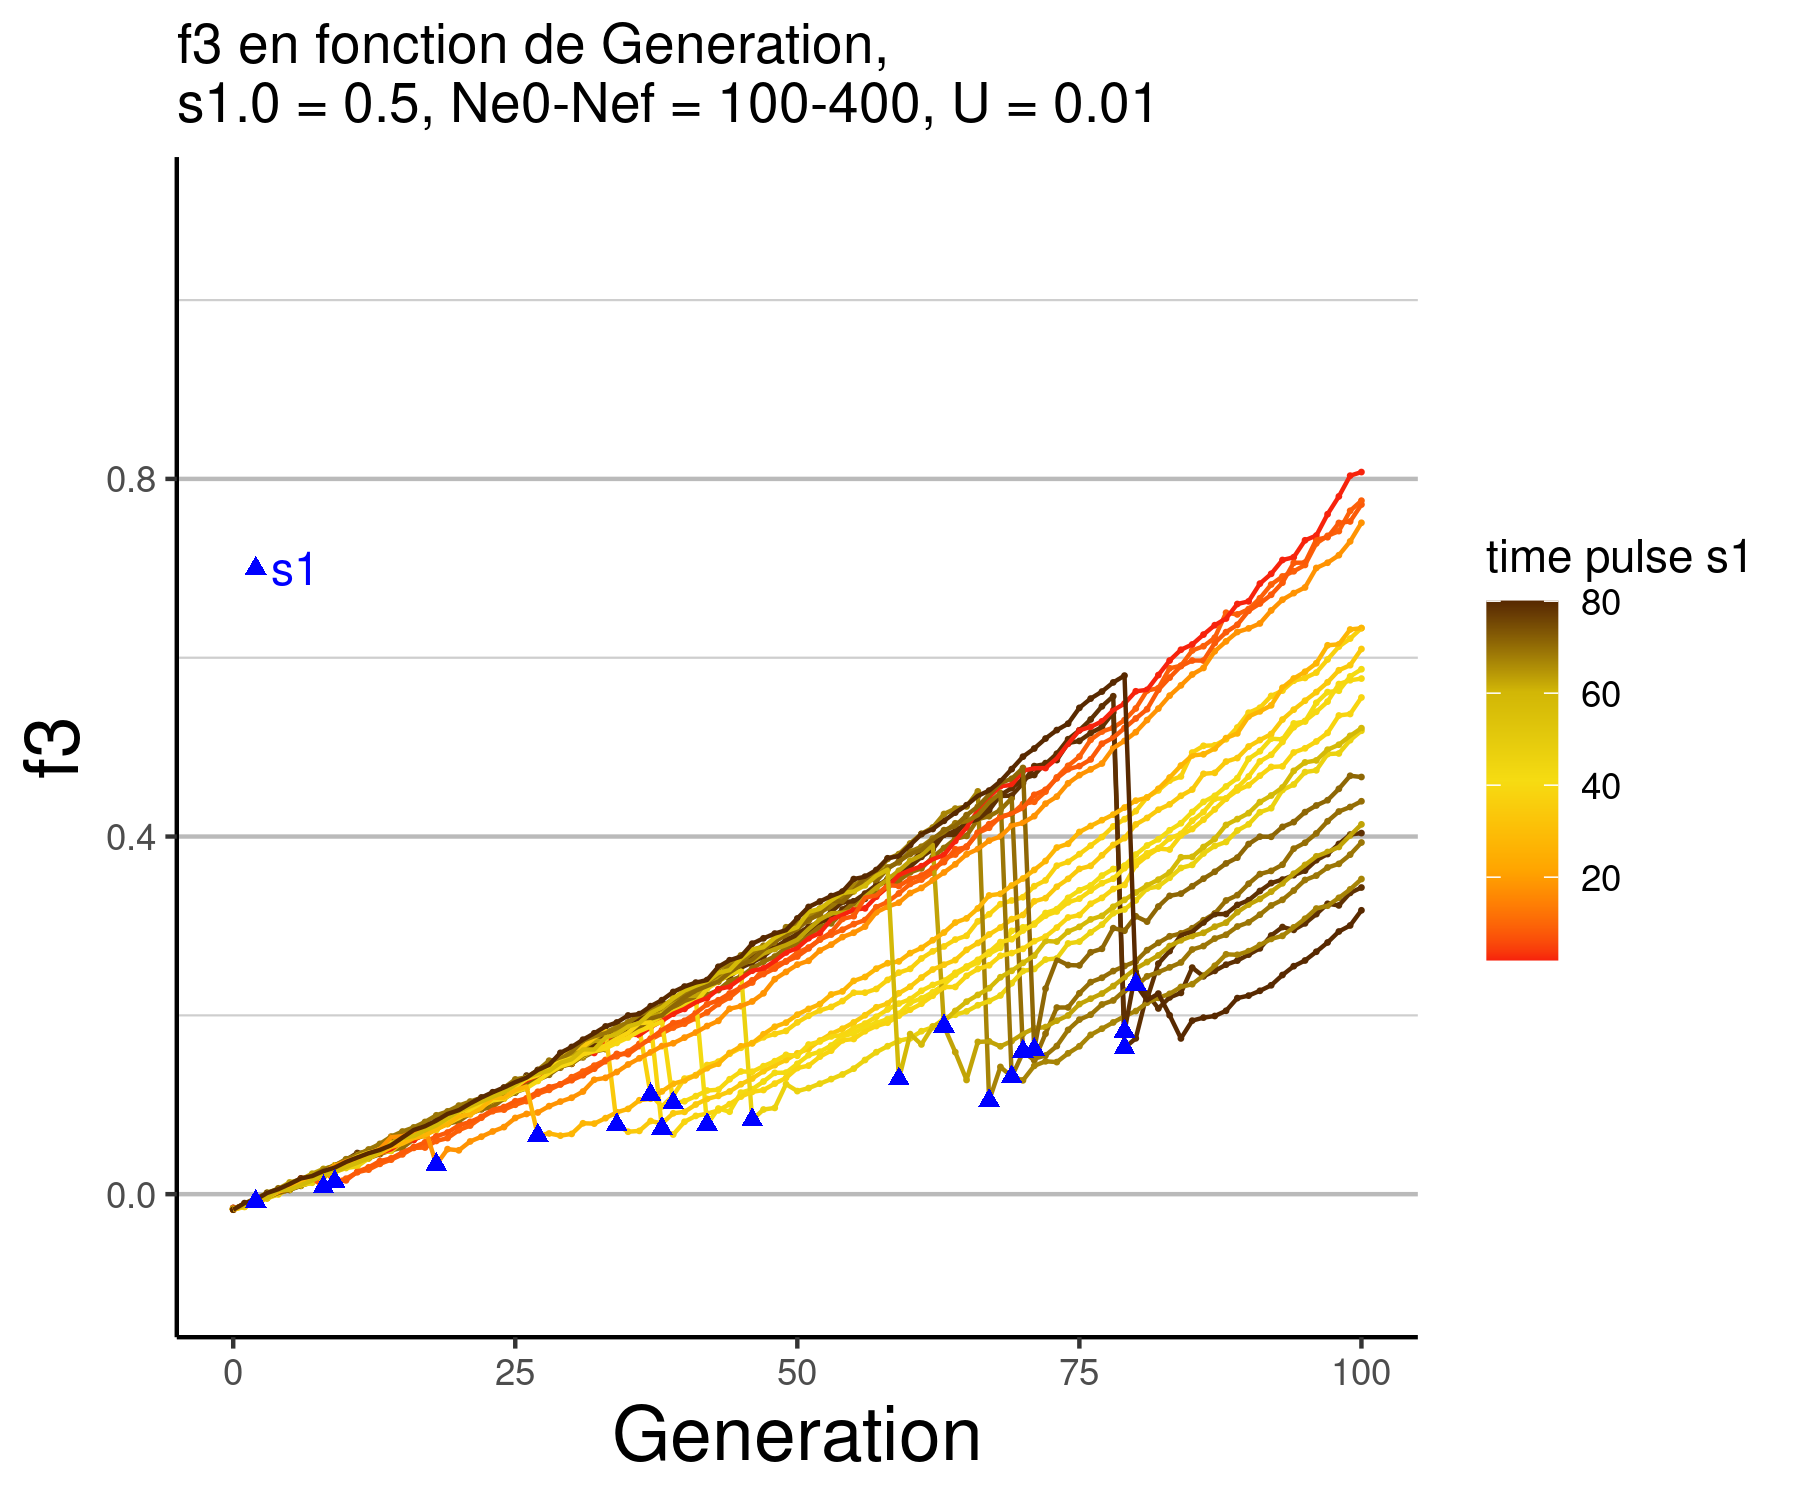 f3 en fonction de Generation,
s1.0 = 0.5, Ne0-Nef = 100-400, U = 0.01
f3
0.8
0.4
0.0
s1
0 25 50 75 100
Generation
time pulse s1
80
60
40
20